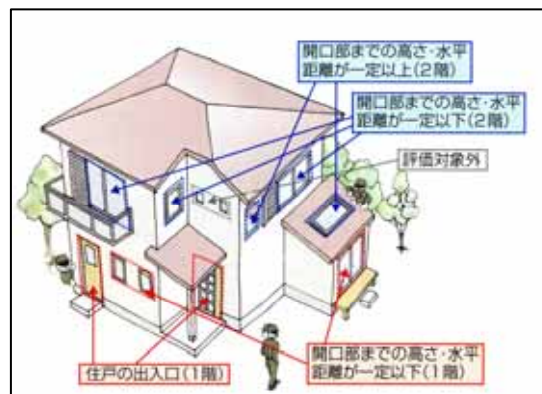 開口部までの高さ・水平
距離が一定以上(2階)
開口部までの高さ・水平
距離が一定以下(2階)
評価対象外
住戸の出入口(1階)
開口部までの高さ・水平
距離が一定以下(1階)